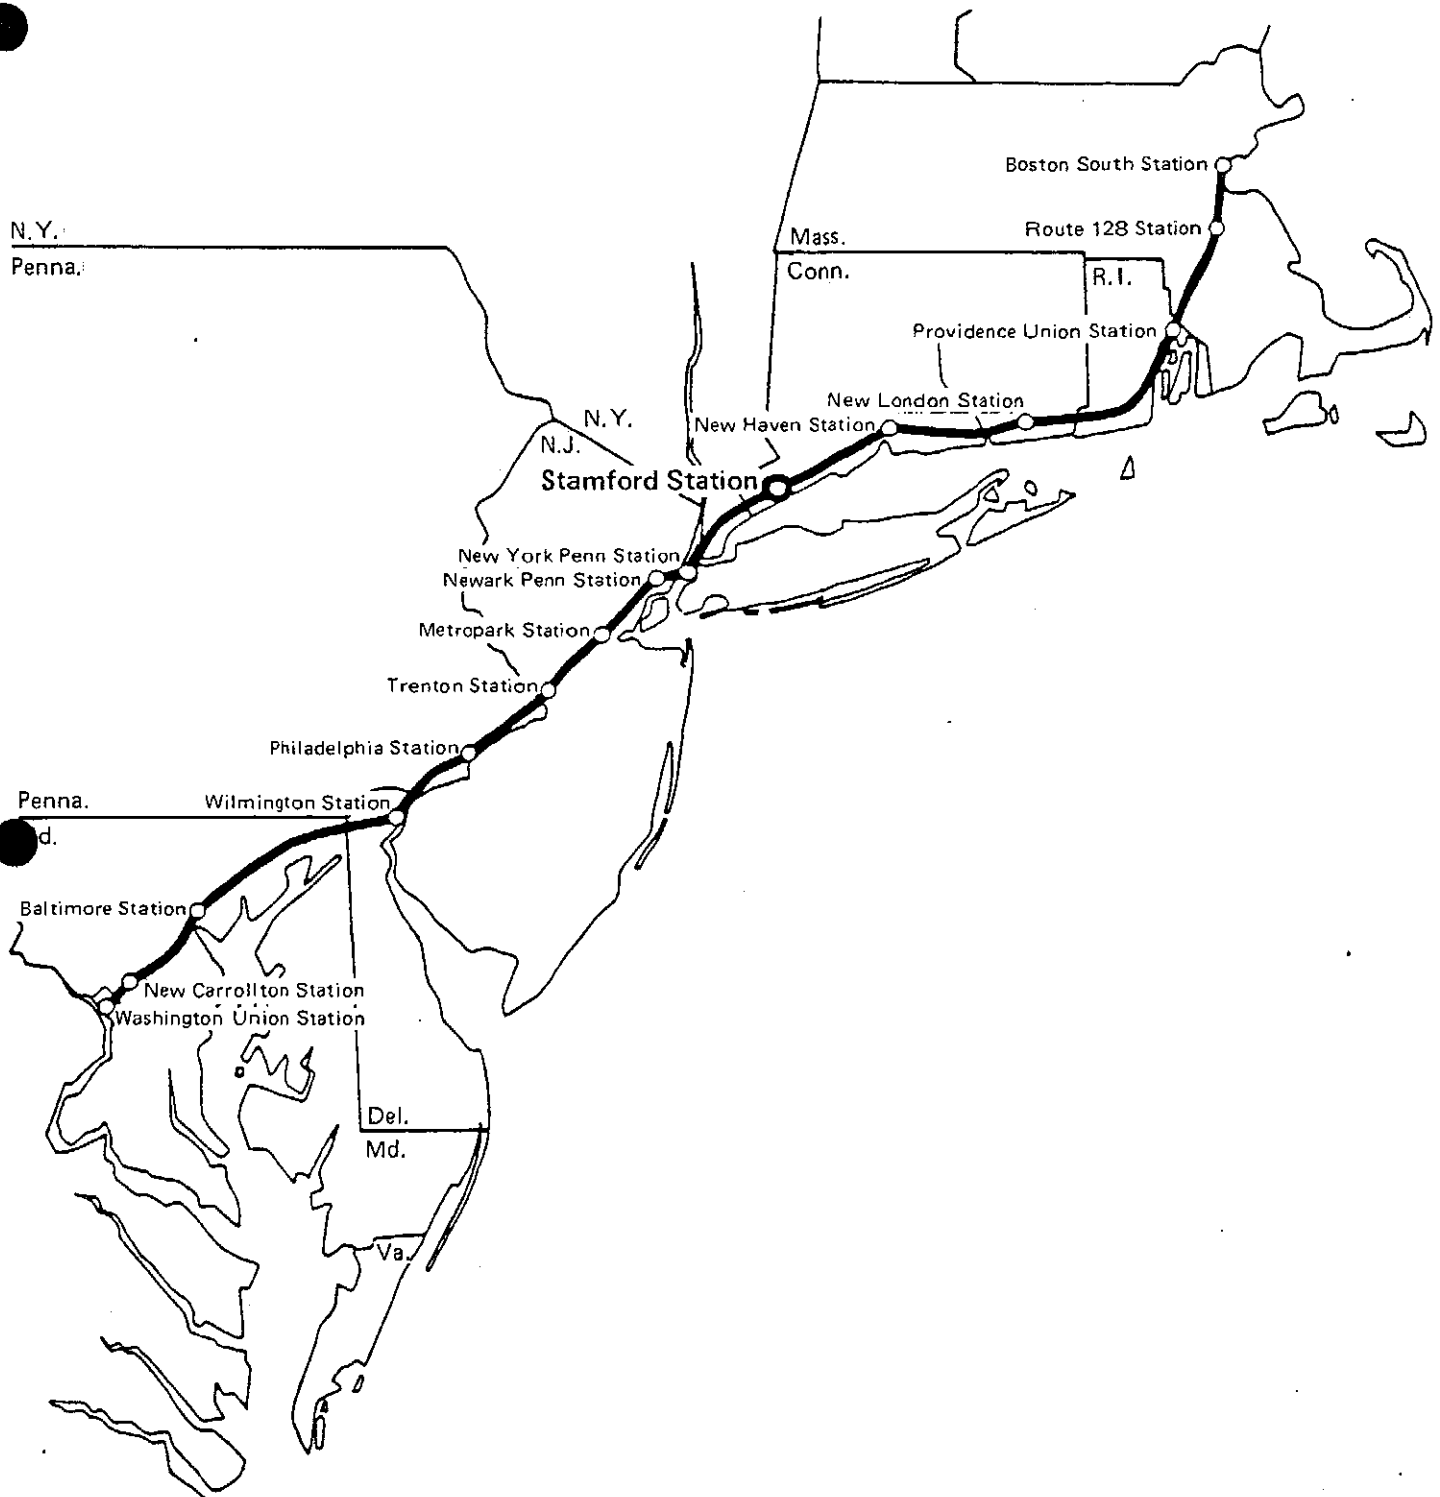 Boston South Station
N.Y.
Route 128 Station
Mass.
Penna.
Conn.
R.I.
Providence Union Station
New London Station
N.Y.
New Haven Station
N.J.
Stamford Station
New York Penn Station
Newark Penn Station
Metropark Station
Trenton Station
Philadelphia Station
Penna.
Wilmington Station
d.
Baltimore Station
New Carrollton Station
Washington Union Station
Del.
Md.
Va.